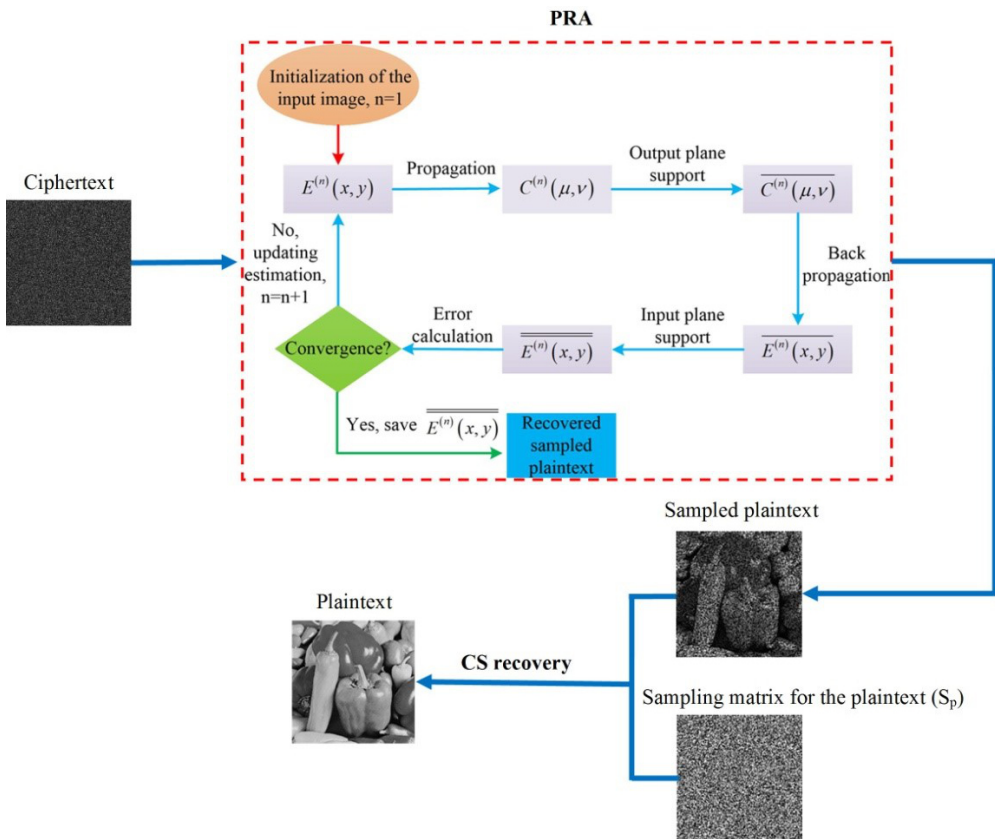 PRA
Initialization of the
input image, n=1
Ciphertext
E^{(n)}(x, y)
Propagation
C^{(n)}(μ, ν)
Output plane
support
\overline{C^{(n)}(μ, ν)}
No,
updating
estimation,
n=n+1
Back
propagation
Convergence?
Error
calculation
\overline{\overline{E^{(n)}(x, y)}}
Input plane
support
\overline{E^{(n)}(x, y)}
Yes, save \overline{\overline{E^{(n)}(x, y)}}
Recovered
sampled
plaintext
Sampled plaintext
Plaintext
CS recovery
Sampling matrix for the plaintext (S_p)